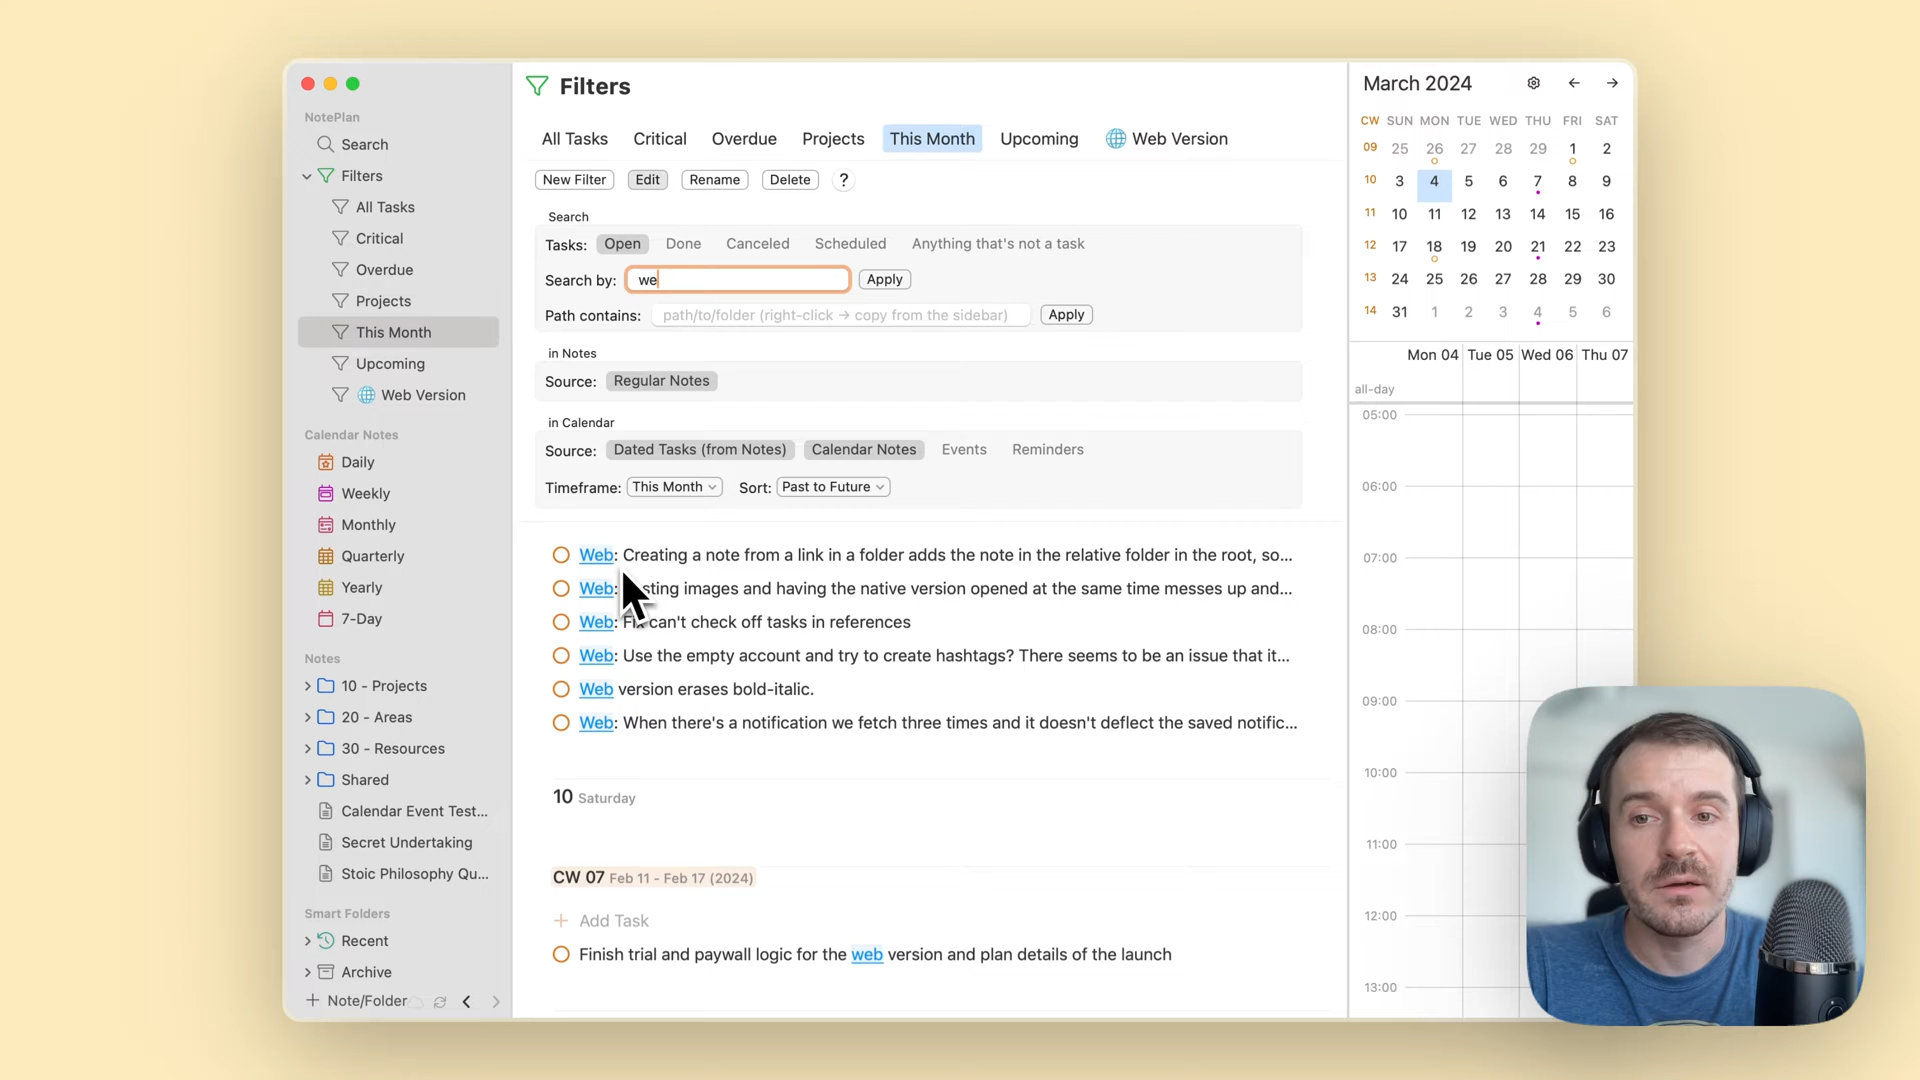 NotePlan
Search
Filters
All Tasks
Critical
Overdue
Projects
This Month
Upcoming
Web Version
Calendar Notes
Daily
Weekly
Monthly
Quarterly
Yearly
7-Day
Notes
10 - Projects
20 - Areas
30 - Resources
Shared
Calendar Event Test...
Secret Undertaking
Stoic Philosophy Qu...
Smart Folders
Recent
Archive
+ Note/Folder
Filters
All Tasks Critical Overdue Projects This Month Upcoming Web Version
New Filter Edit Rename Delete ?
Search
Tasks: Open Done Canceled Scheduled Anything that's not a task
Search by: we Apply
Path contains: path/to/folder (right-click → copy from the sidebar) Apply
in Notes
Source: Regular Notes
in Calendar
Source: Dated Tasks (from Notes) Calendar Notes Events Reminders
Timeframe: This Month Sort: Past to Future
Web: Creating a note from a link in a folder adds the note in the relative folder in the root, so...
Web: images and having the native version opened at the same time messes up and...
Web: can't check off tasks in references
Web: Use the empty account and try to create hashtags? There seems to be an issue that it...
Web version erases bold-italic.
Web: When there's a notification we fetch three times and it doesn't deflect the saved notific...
10 Saturday
CW 07 Feb 11 - Feb 17 (2024)
+ Add Task
Finish trial and paywall logic for the web version and plan details of the launch
March 2024
CW SUN MON TUE WED THU FRI SAT
09 25 26 27 28 29 1 2
10 3 4 5 6 7 8 9
11 10 11 12 13 14 15 16
12 17 18 19 20 21 22 23
13 24 25 26 27 28 29 30
14 31 1 2 3 4 5 6
Mon 04 Tue 05 Wed 06 Thu 07
all-day
05:00
06:00
07:00
08:00
09:00
10:00
11:00
12:00
13:00